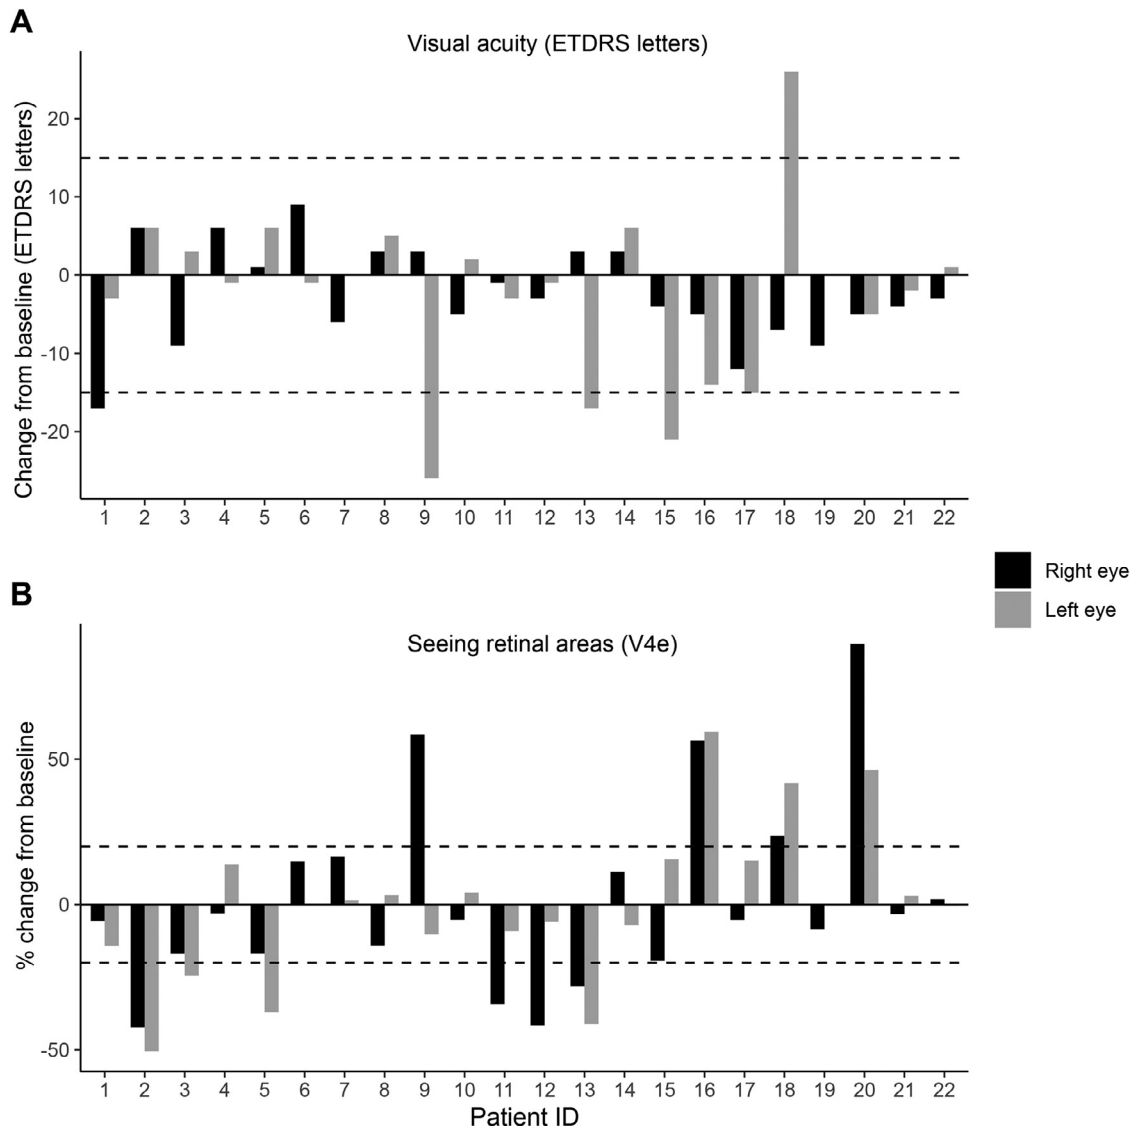 A
Visual acuity (ETDRS letters)
Change from baseline (ETDRS letters)
20
10
0
-10
-20
1 2 3 4 5 6 7 8 9 10 11 12 13 14 15 16 17 18 19 20 21 22
Right eye
Left eye
B
Seeing retinal areas (V4e)
% change from baseline
50
0
-50
1 2 3 4 5 6 7 8 9 10 11 12 13 14 15 16 17 18 19 20 21 22
Patient ID